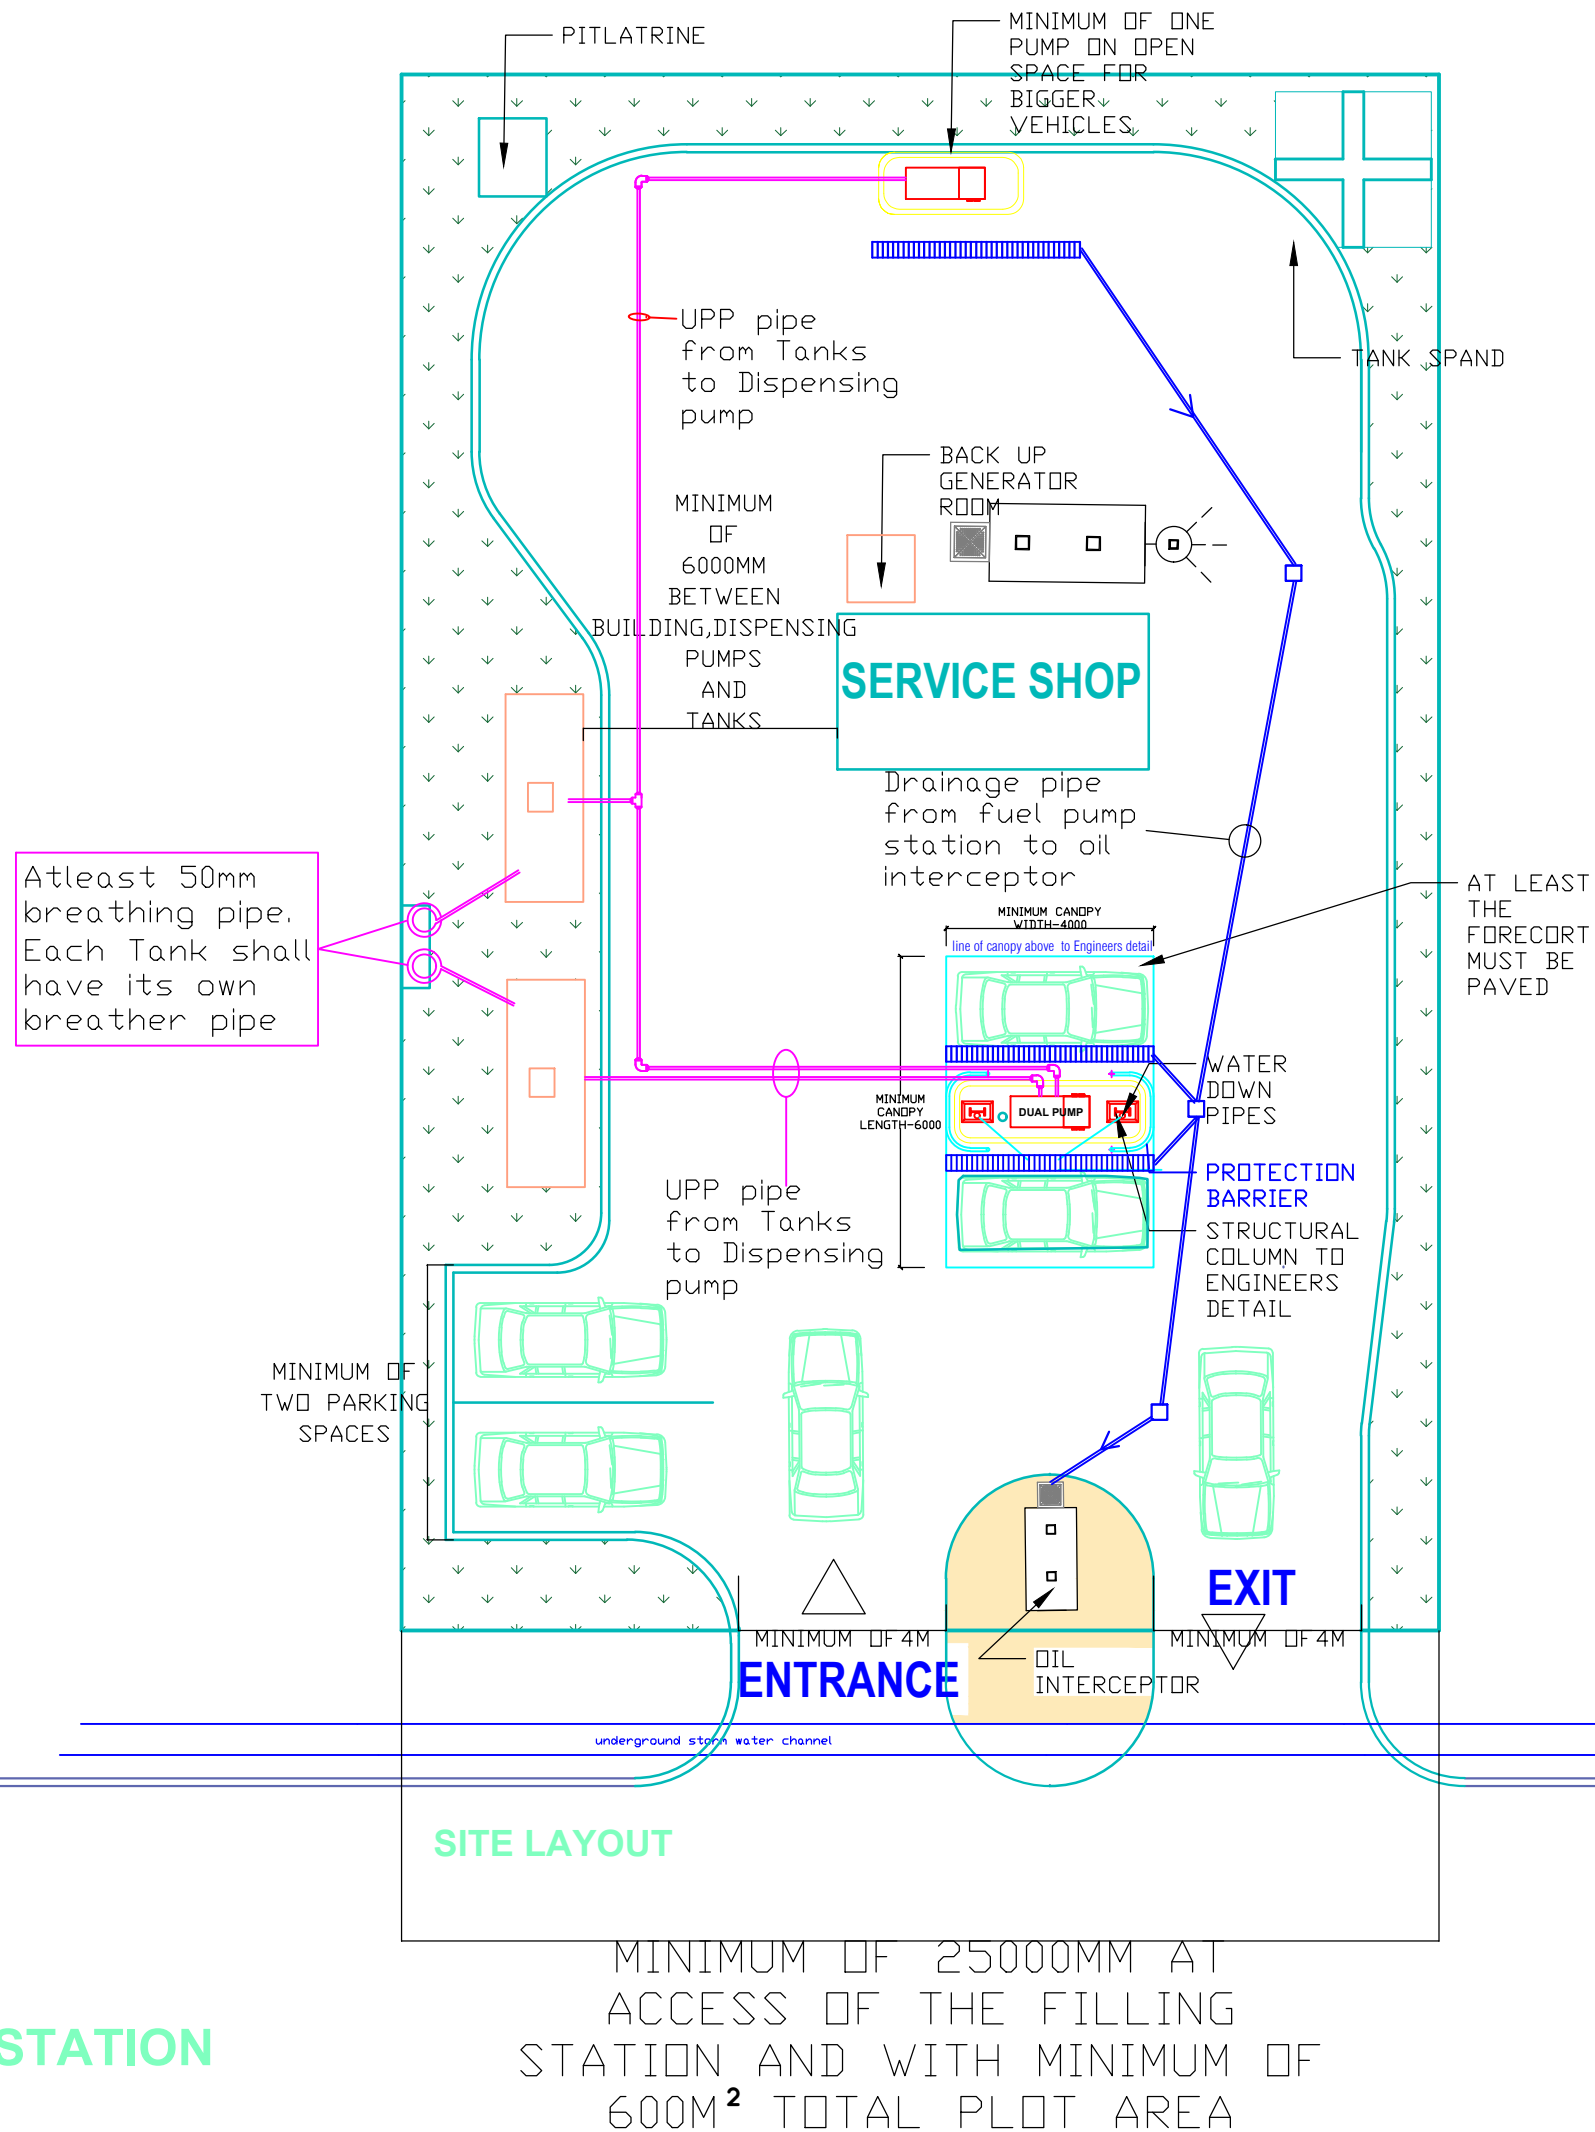 PITLATRINE
MINIMUM OF ONE
PUMP ON OPEN
SPACE FOR
BIGGER
VEHICLES
UPP pipe
from Tanks
to Dispensing
pump
TANK SPAND
BACK UP
GENERATOR
ROOM
MINIMUM
OF
6000MM
BETWEEN
BUILDING,DISPENSING
PUMPS
AND
TANKS
SERVICE SHOP
Drainage pipe
from fuel pump
station to oil
interceptor
Atleast 50mm
breathing pipe.
Each Tank shall
have its own
breather pipe
AT LEAST
THE
FORECORT
MUST BE
PAVED
MINIMUM CANOPY
WIDTH-4000
line of canopy above to Engineers detail
MINIMUM
CANOPY
LENGTH-6000
DUAL PUMP
WATER
DOWN
PIPES
PROTECTION
BARRIER
STRUCTURAL
COLUMN TO
ENGINEERS
DETAIL
UPP pipe
from Tanks
to Dispensing
pump
MINIMUM OF
TWO PARKING
SPACES
EXIT
MINIMUM OF 4M
MINIMUM OF 4M
ENTRANCE
OIL
INTERCEPTOR
underground storm water channel
SITE LAYOUT
MINIMUM OF 25000MM AT
ACCESS OF THE FILLING
STATION AND WITH MINIMUM OF
600M² TOTAL PLOT AREA
STATION